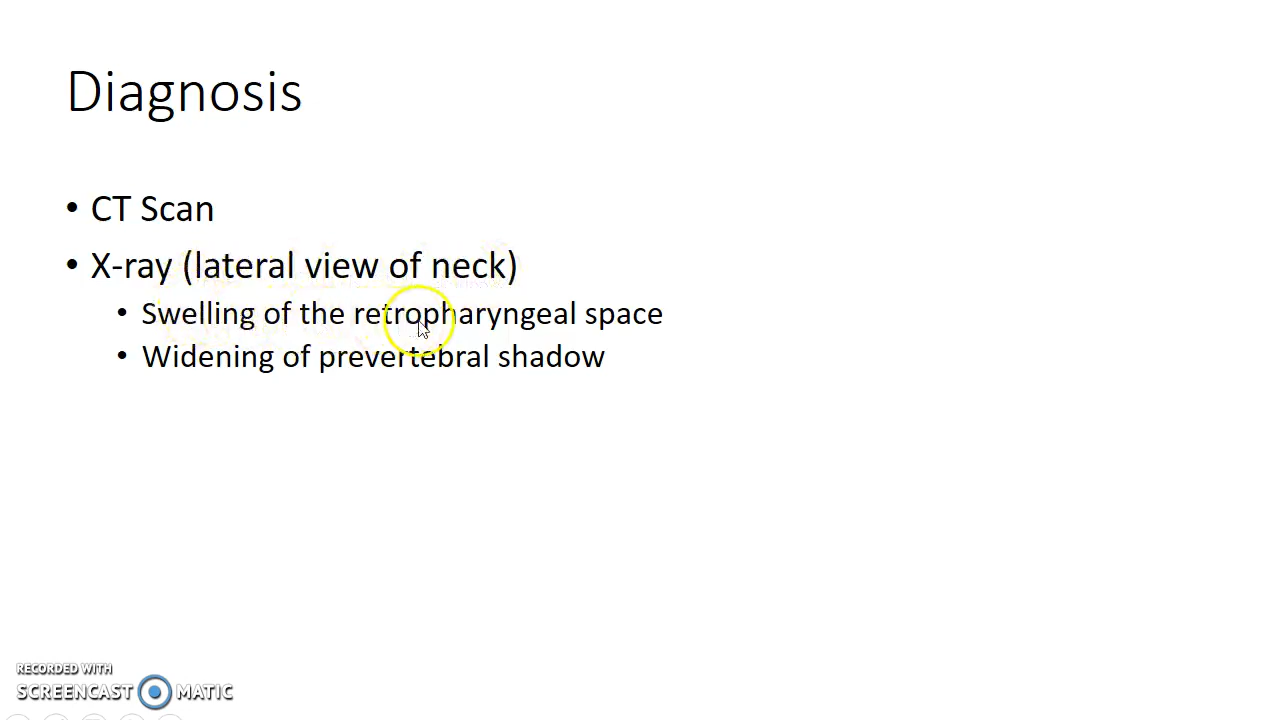 Diagnosis
• CT Scan
• X-ray (lateral view of neck)
• Swelling of the retropharyngeal space
• Widening of prevertebral shadow
RECORDED WITH
SCREENCAST MATIC